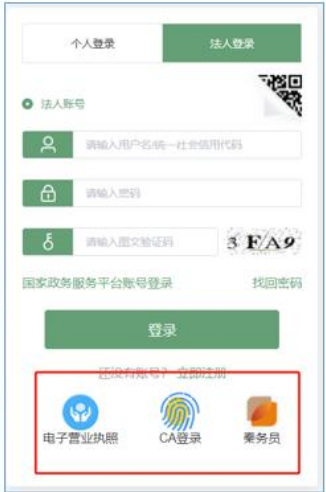 个人登录 法人登录
法人账号
请输入用户名/统一社会信用代码
请输入密码
请输入图文验证码 3 FA9
国家政务服务平台账号登录 找回密码
登录
还没有账号? 立即注册
电子营业执照 CA登录 秦务员